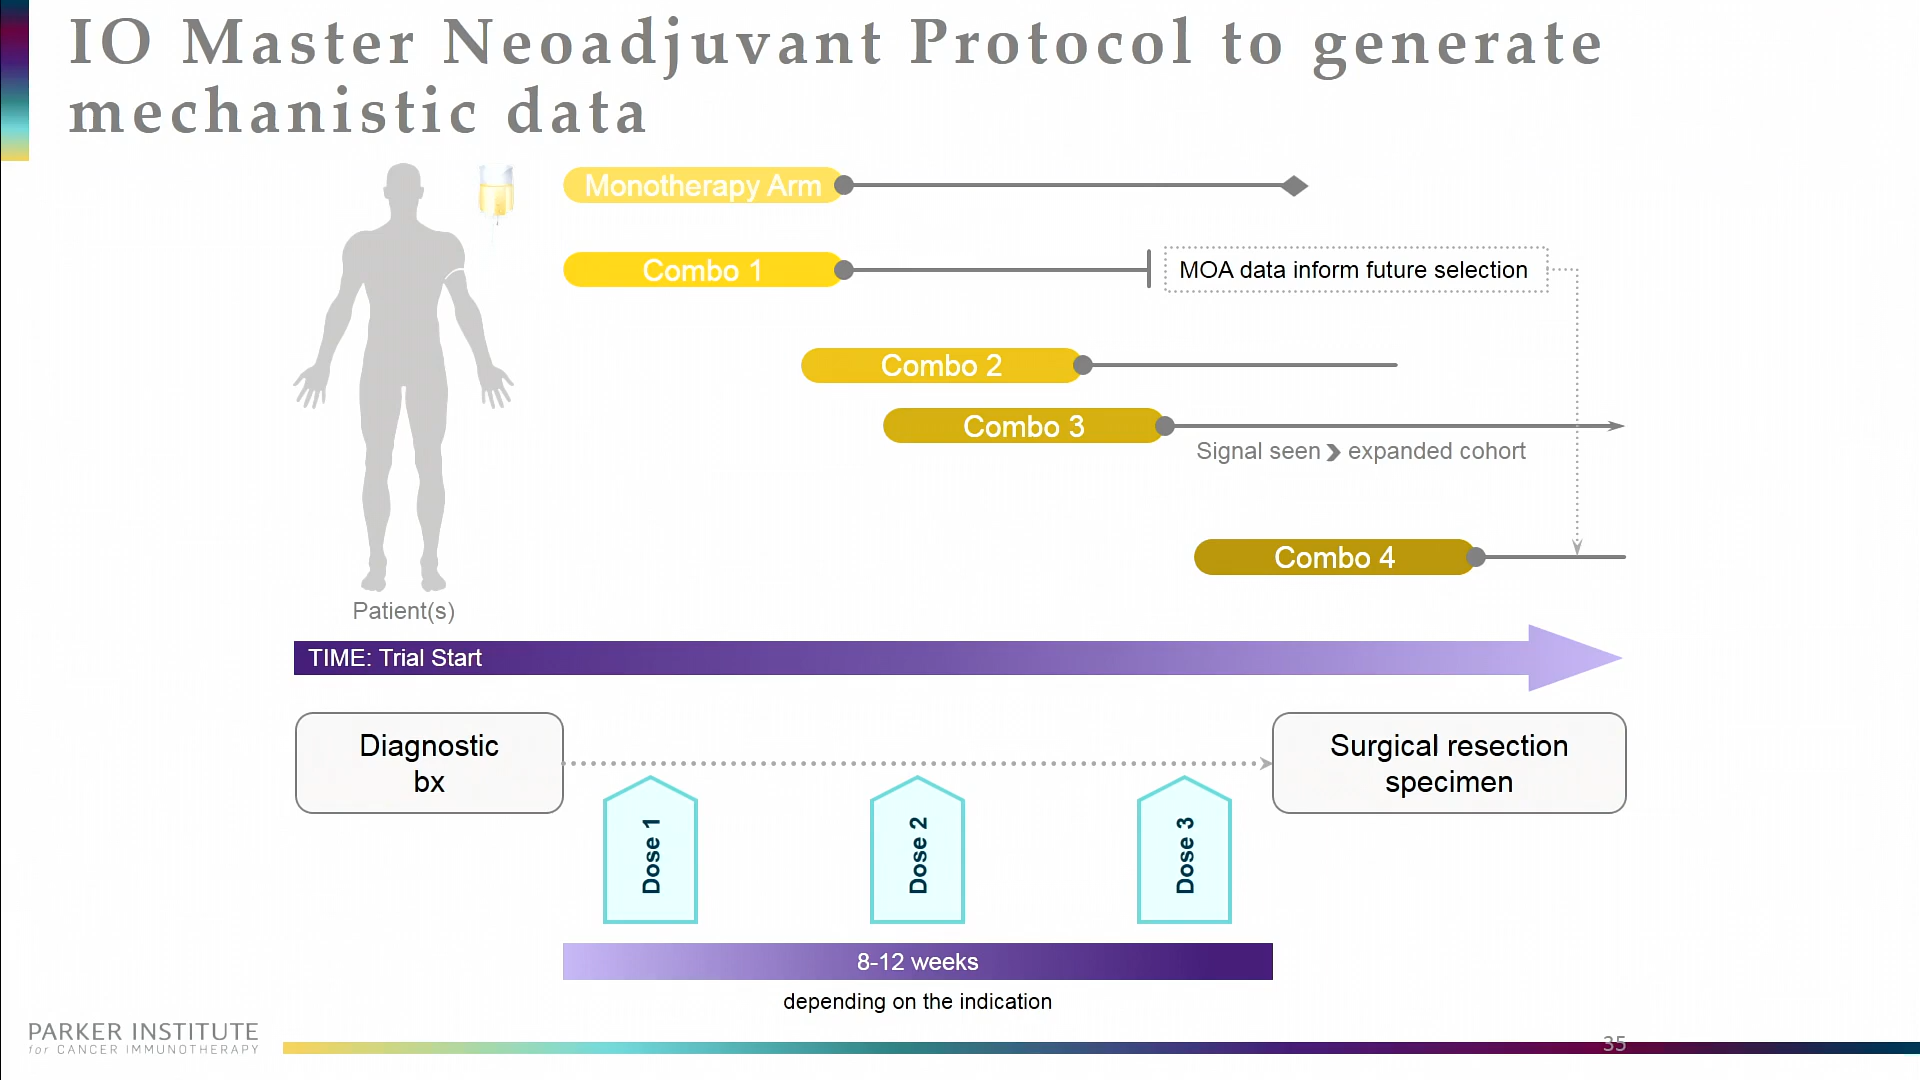 IO Master Neoadjuvant Protocol to generate
mechanistic data
Monotherapy Arm
Combo 1
MOA data inform future selection
Combo 2
Combo 3
Signal seen ❯ expanded cohort
Combo 4
Patient(s)
TIME: Trial Start
Diagnostic
bx
Surgical resection
specimen
Dose 1
Dose 2
Dose 3
8-12 weeks
depending on the indication
PARKER INSTITUTE
for CANCER IMMUNOTHERAPY
35